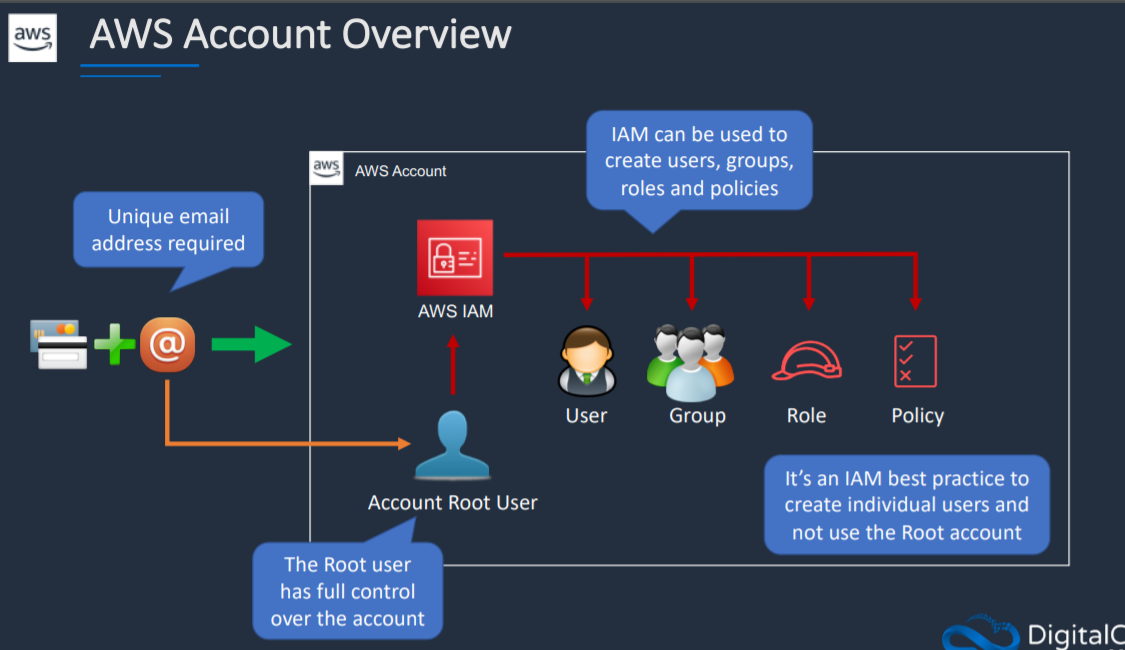 aws
AWS Account Overview
IAM can be used to
create users, groups,
roles and policies
aws
AWS Account
Unique email
address required
AWS IAM
@
User
Group
Role
Policy
Account Root User
It's an IAM best practice to
create individual users and
not use the Root account
The Root user
has full control
over the account
DigitalC